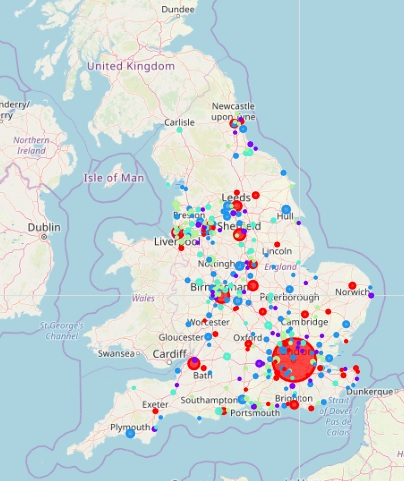 Dundee
United Kingdom
Newcastle
upon Tyne
nderry/
Carlisle
Northern
Ireland
Isle of Man
Leeds
Preston
Hull
Sheffield
Dublin
Liverpool
Lincoln
Nottingham
England
Birmingham
Wales
Peterborough
Norwich
Worcester
Cambridge
St George's
Channel
Gloucester
Oxford
Swansea
Cardiff
Bath
Dunkerque
Southampton
Brighton
Strait
of Dover
Exeter
Portsmouth
Pas de
Calais
Plymouth